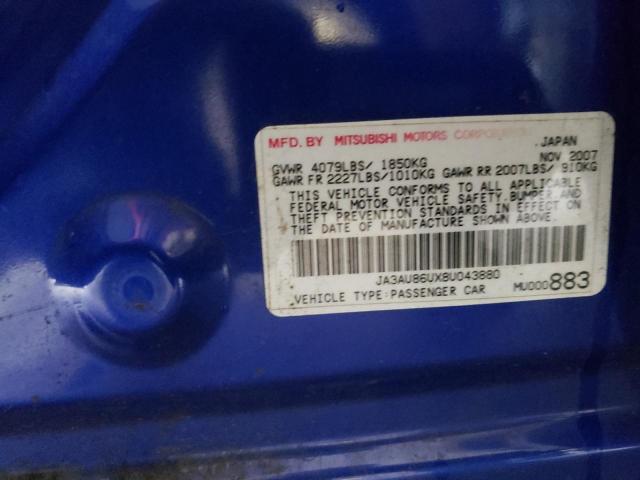 MFD. BY MITSUBISHI MOTORS CORPORATION JAPAN
GVWR 4079LBS/ 1850KG NOV 2007
GAWR FR 2227LBS/1010KG GAWR RR 2007LBS/ 910KG
THIS VEHICLE CONFORMS TO ALL APPLICABLE
FEDERAL MOTOR VEHICLE SAFETY.BUMPER AND
THEFT PREVENTION STANDARDS IN EFFECT ON
THE DATE OF MANUFACTURE SHOWN ABOVE.
JA3AU86UX8U043880
VEHICLE TYPE:PASSENGER CAR MU000883